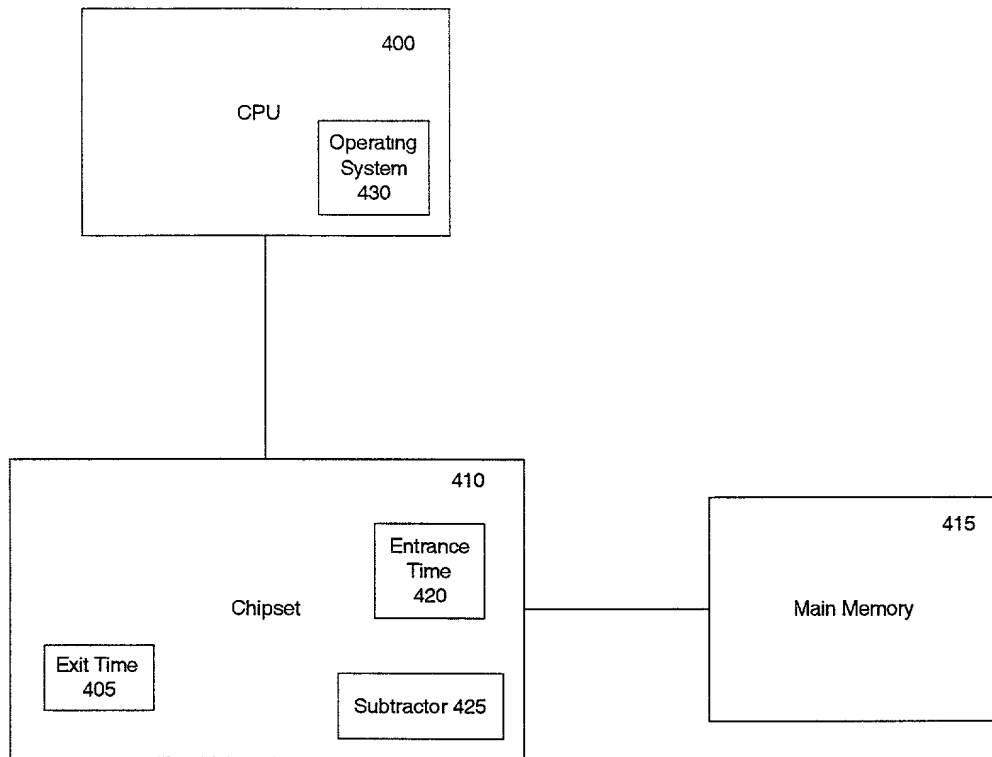 400
CPU
Operating
System
430
410
Entrance
Time
420
Chipset
Exit Time
405
Subtractor 425
415
Main Memory